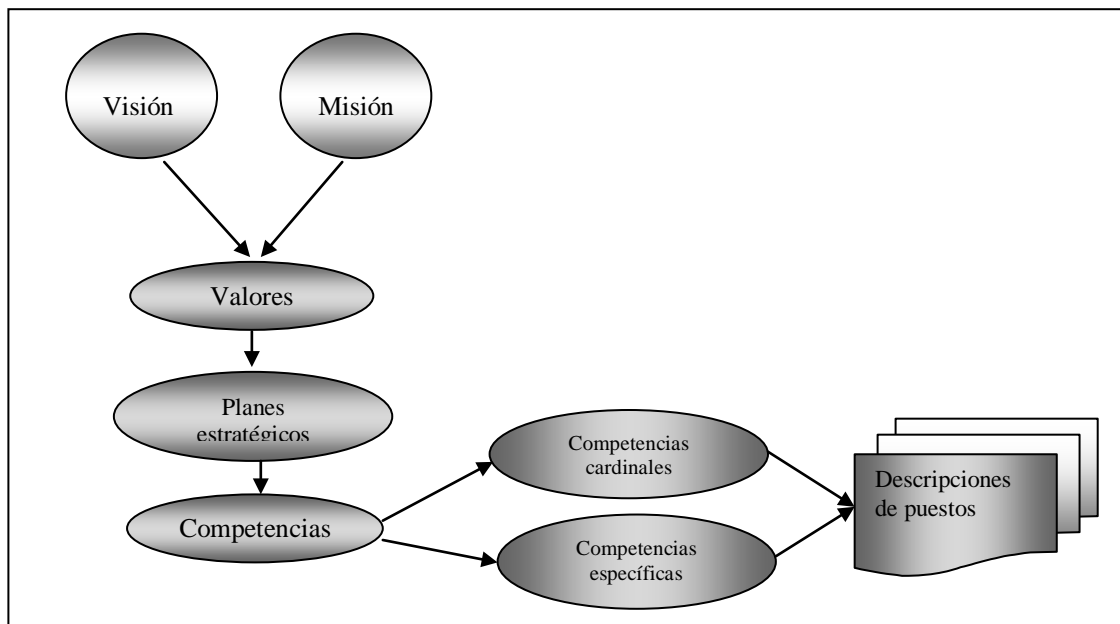 Visión
Misión
Valores
Planes
estratégicos
Competencias
Competencias
cardinales
Competencias
específicas
Descripciones
de puestos